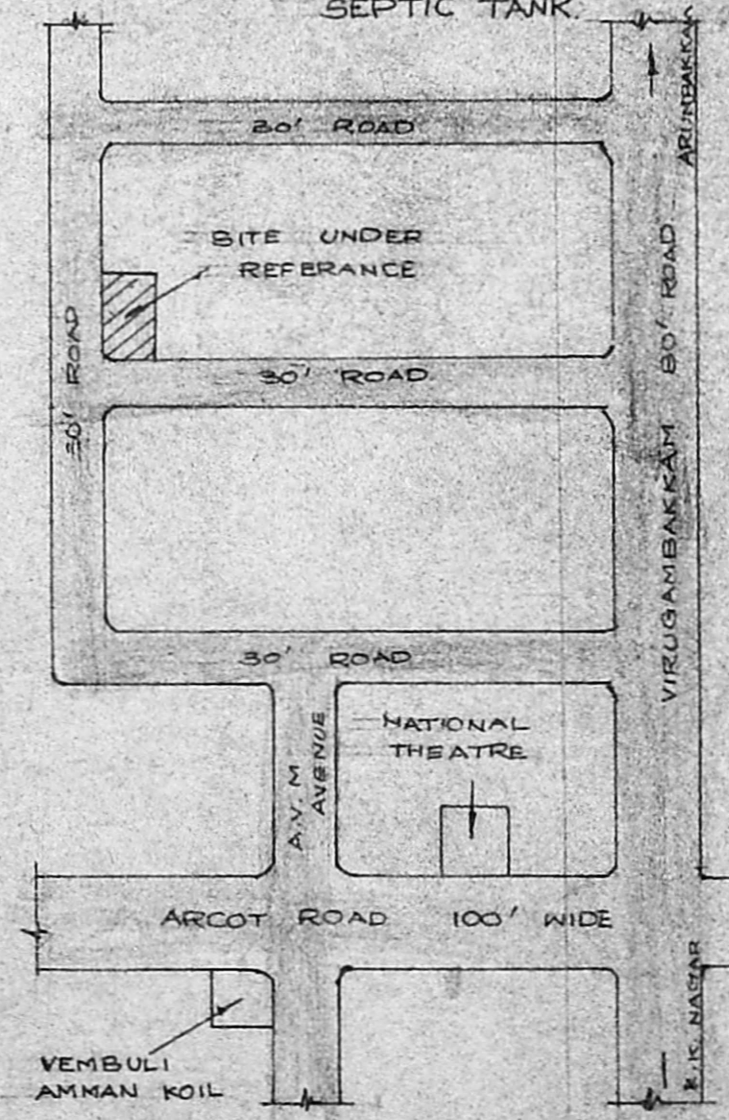 SEPTIC TANK.
ARUMBAKKAM
30' ROAD
SITE UNDER
REFERANCE
80' ROAD
30' ROAD
30' ROAD
VIRUGAMBAKKAM
30' ROAD
NATIONAL
THEATRE
A.V.M
AVENUE
ARCOT ROAD 100' WIDE
K.K. NAGAR
VEMBULI
AMMAN KOIL